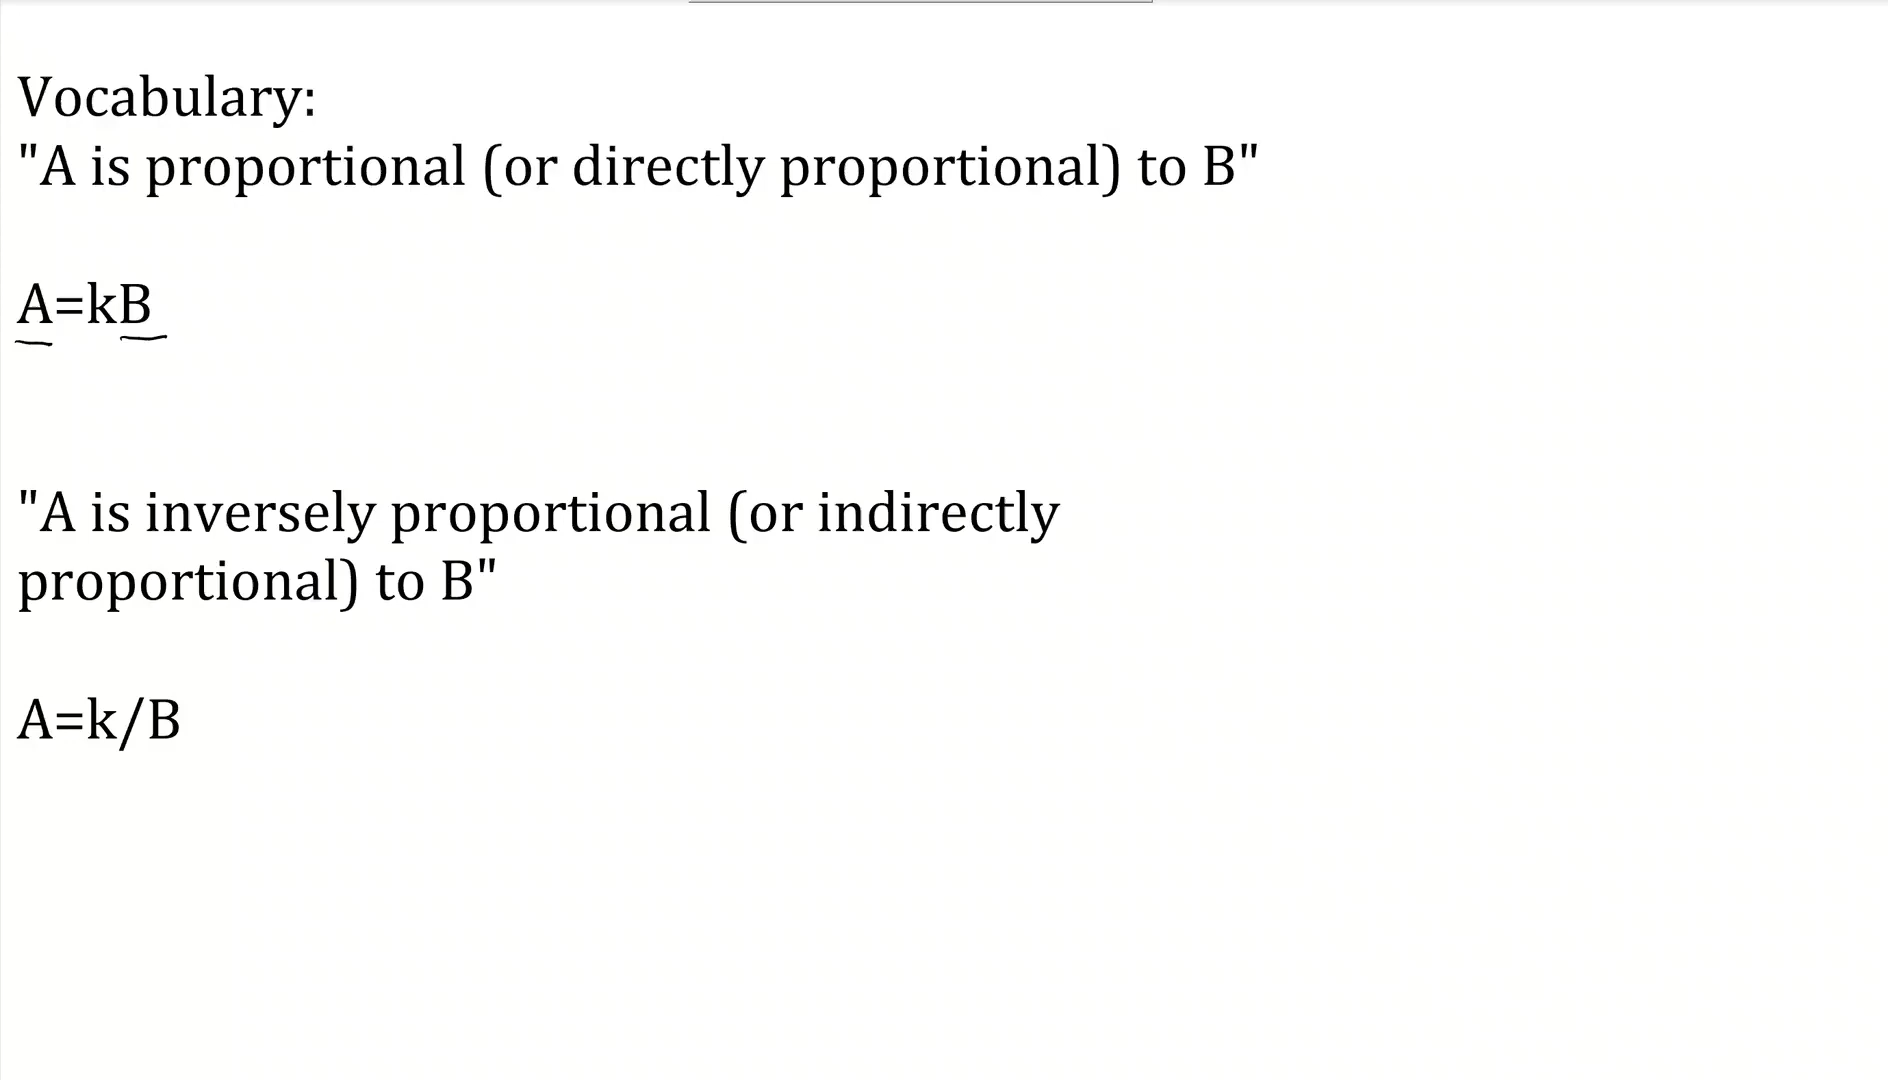 Vocabulary:
"A is proportional (or directly proportional) to B"
A=kB
"A is inversely proportional (or indirectly
proportional) to B"
A=k/B